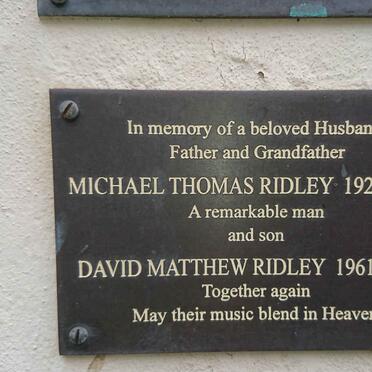 In memory of a beloved Husban
Father and Grandfather
MICHAEL THOMAS RIDLEY 192
A remarkable man
and son
DAVID MATTHEW RIDLEY 1961
Together again
May their music blend in Heaven